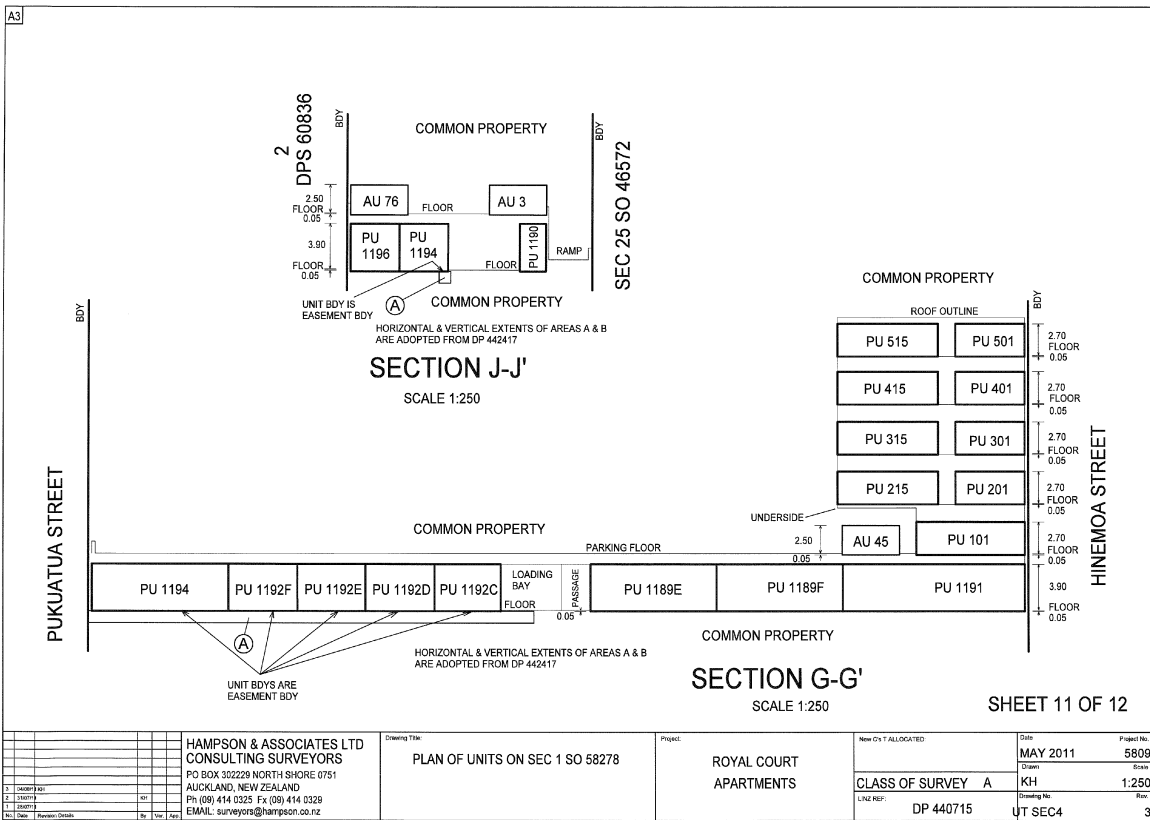 A3
2
DPS 60836
BDY
COMMON PROPERTY
BDY
SEC 25 SO 46572
2.50
FLOOR
0.05
AU 76
FLOOR
AU 3
3.90
FLOOR
0.05
PU
1196
PU
1194
FLOOR
PU 1190
RAMP
UNIT BDY IS
EASEMENT BDY
A
COMMON PROPERTY
HORIZONTAL & VERTICAL EXTENTS OF AREAS A & B
ARE ADOPTED FROM DP 442417
SECTION J-J'
SCALE 1:250
COMMON PROPERTY
ROOF OUTLINE
BDY
PU 515
PU 501
2.70
FLOOR
0.05
PU 415
PU 401
2.70
FLOOR
0.05
PU 315
PU 301
2.70
FLOOR
0.05
PU 215
PU 201
2.70
FLOOR
0.05
UNDERSIDE
2.50
0.05
AU 45
PU 101
2.70
FLOOR
0.05
HINEMOA STREET
BDY
PUKUATUA STREET
COMMON PROPERTY
PARKING FLOOR
PU 1194
PU 1192F
PU 1192E
PU 1192D
PU 1192C
LOADING
BAY
FLOOR
PASSAGE
0.05
PU 1189E
PU 1189F
PU 1191
3.90
FLOOR
0.05
A
UNIT BDYS ARE
EASEMENT BDY
HORIZONTAL & VERTICAL EXTENTS OF AREAS A & B
ARE ADOPTED FROM DP 442417
COMMON PROPERTY
SECTION G-G'
SCALE 1:250
SHEET 11 OF 12
3 KH
2 KH
1
No. Date Revision Details By Ver. App.
HAMPSON & ASSOCIATES LTD
CONSULTING SURVEYORS
PO BOX 302229 NORTH SHORE 0751
AUCKLAND, NEW ZEALAND
Ph (09) 414 0325 Fx (09) 414 0329
EMAIL: surveyors@hampson.co.nz
Drawing Title:
PLAN OF UNITS ON SEC 1 SO 58278
Project:
ROYAL COURT
APARTMENTS
New C's T ALLOCATED:
CLASS OF SURVEY A
LINZ REF:
DP 440715
Date
MAY 2011
Project No.
5809
Drawn
KH
Scale
1:250
Drawing No.
UT SEC4
Rev.
3